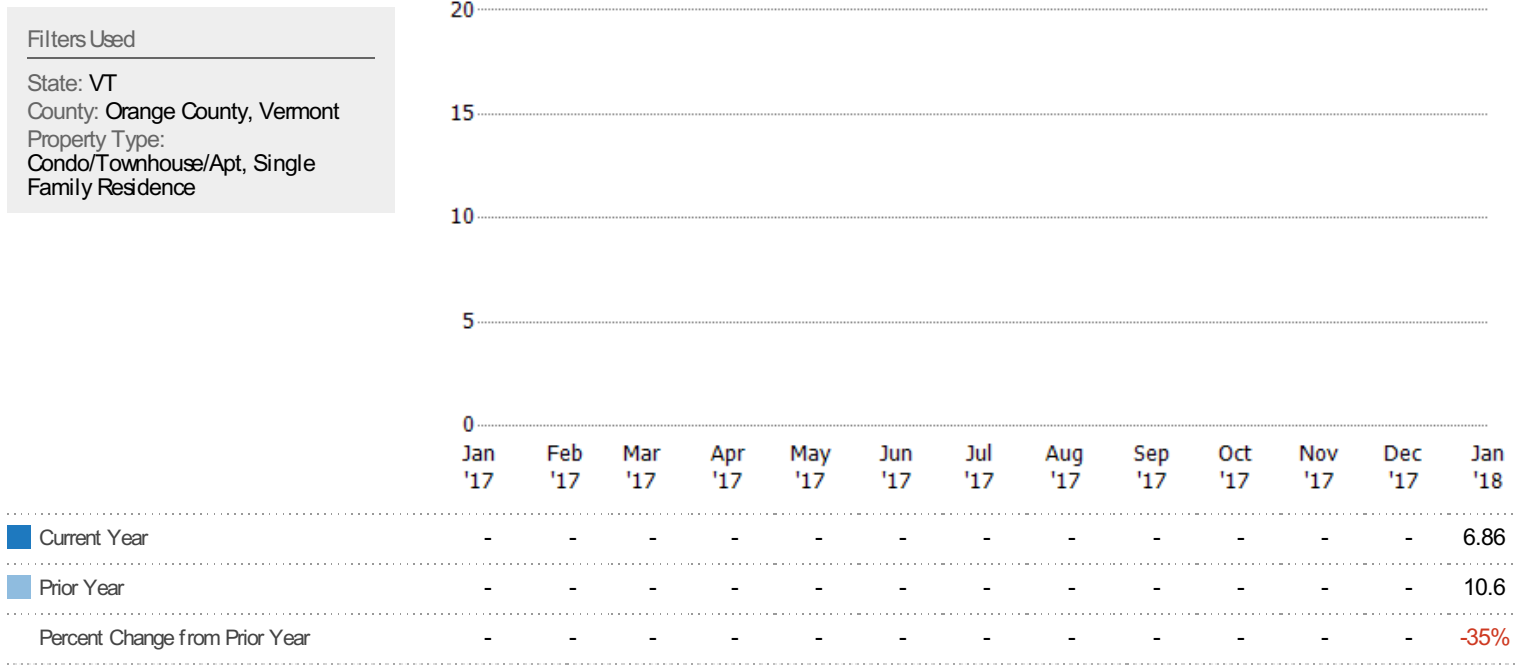 Filters Used
State: VT
County: Orange County, Vermont
Property Type:
Condo/Townhouse/Apt, Single
Family Residence
20
15
10
5
0
Jan Feb Mar Apr May Jun Jul Aug Sep Oct Nov Dec Jan
'17 '17 '17 '17 '17 '17 '17 '17 '17 '17 '17 '17 '18
Current Year - - - - - - - - - - - - 6.86
Prior Year - - - - - - - - - - - - 10.6
Percent Change from Prior Year - - - - - - - - - - - - -35%